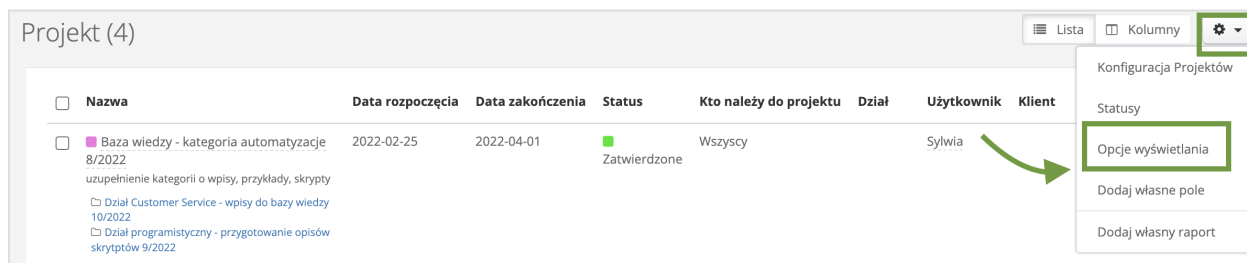 Projekt (4)
Lista
Kolumny
Konfiguracja Projektów
Statusy
Opcje wyświetlania
Dodaj własne pole
Dodaj własny raport
Nazwa
Data rozpoczęcia
Data zakończenia
Status
Kto należy do projektu
Dział
Użytkownik
Klient
Baza wiedzy - kategoria automatyzacje
8/2022
uzupełnienie kategorii o wpisy, przykłady, skrypty
Dział Customer Service - wpisy do bazy wiedzy
10/2022
Dział programistyczny - przygotowanie opisów
skrytptów 9/2022
2022-02-25
2022-04-01
Zatwierdzone
Wszyscy
Sylwia